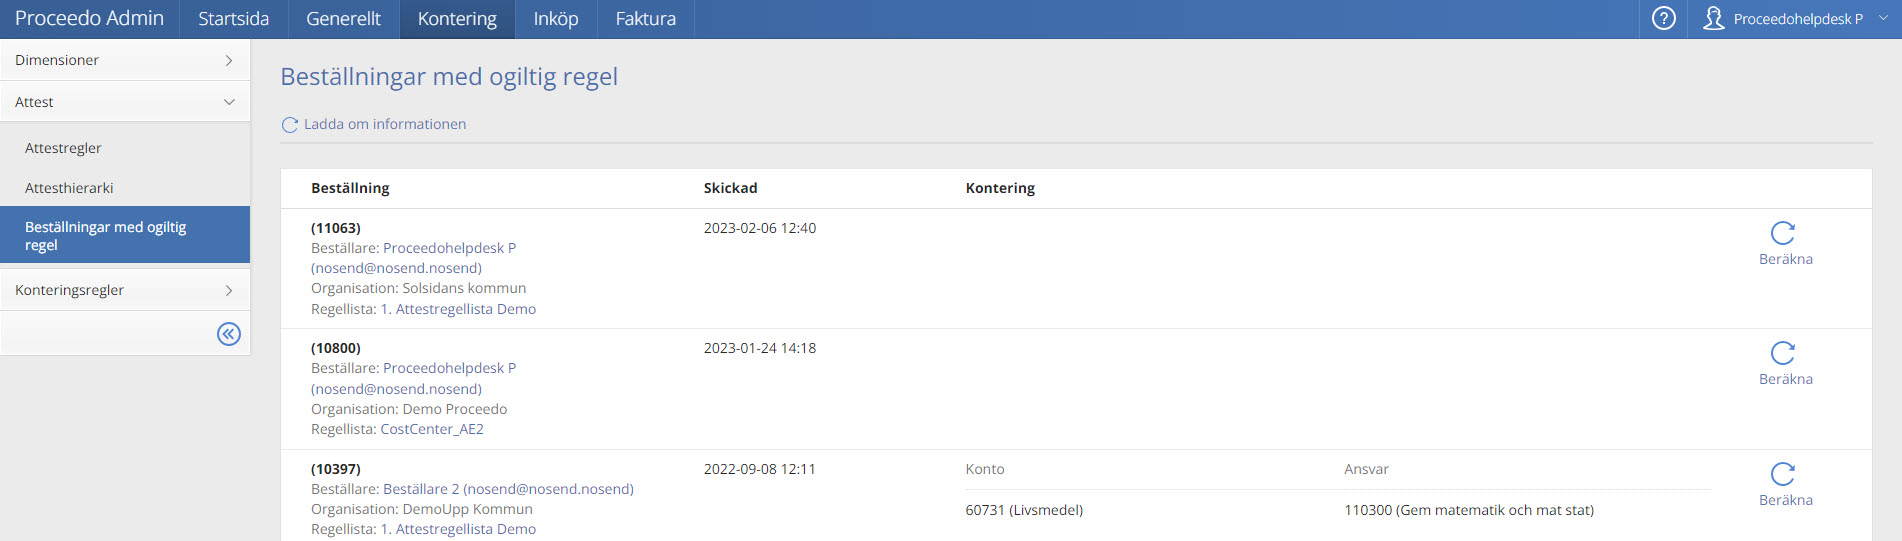 Proceedo Admin Startsida Generellt Kontering Inköp Faktura ? Proceedohelpdesk P
Dimensioner
Attest
Attestregler
Attesthierarki
Beställningar med ogiltig
regel
Konteringsregler
Beställningar med ogiltig regel
Ladda om informationen
Beställning Skickad Kontering
(11063) 2023-02-06 12:40
Beställare: Proceedohelpdesk P
(nosend@nosend.nosend)
Organisation: Solsidans kommun
Regellista: 1. Attestregellista Demo
Beräkna
(10800) 2023-01-24 14:18
Beställare: Proceedohelpdesk P
(nosend@nosend.nosend)
Organisation: Demo Proceedo
Regellista: CostCenter_AE2
Beräkna
(10397) 2022-09-08 12:11 Konto Ansvar
Beställare: Beställare 2 (nosend@nosend.nosend)
Organisation: DemoUpp Kommun 60731 (Livsmedel) 110300 (Gem matematik och mat stat)
Regellista: 1. Attestregellista Demo
Beräkna